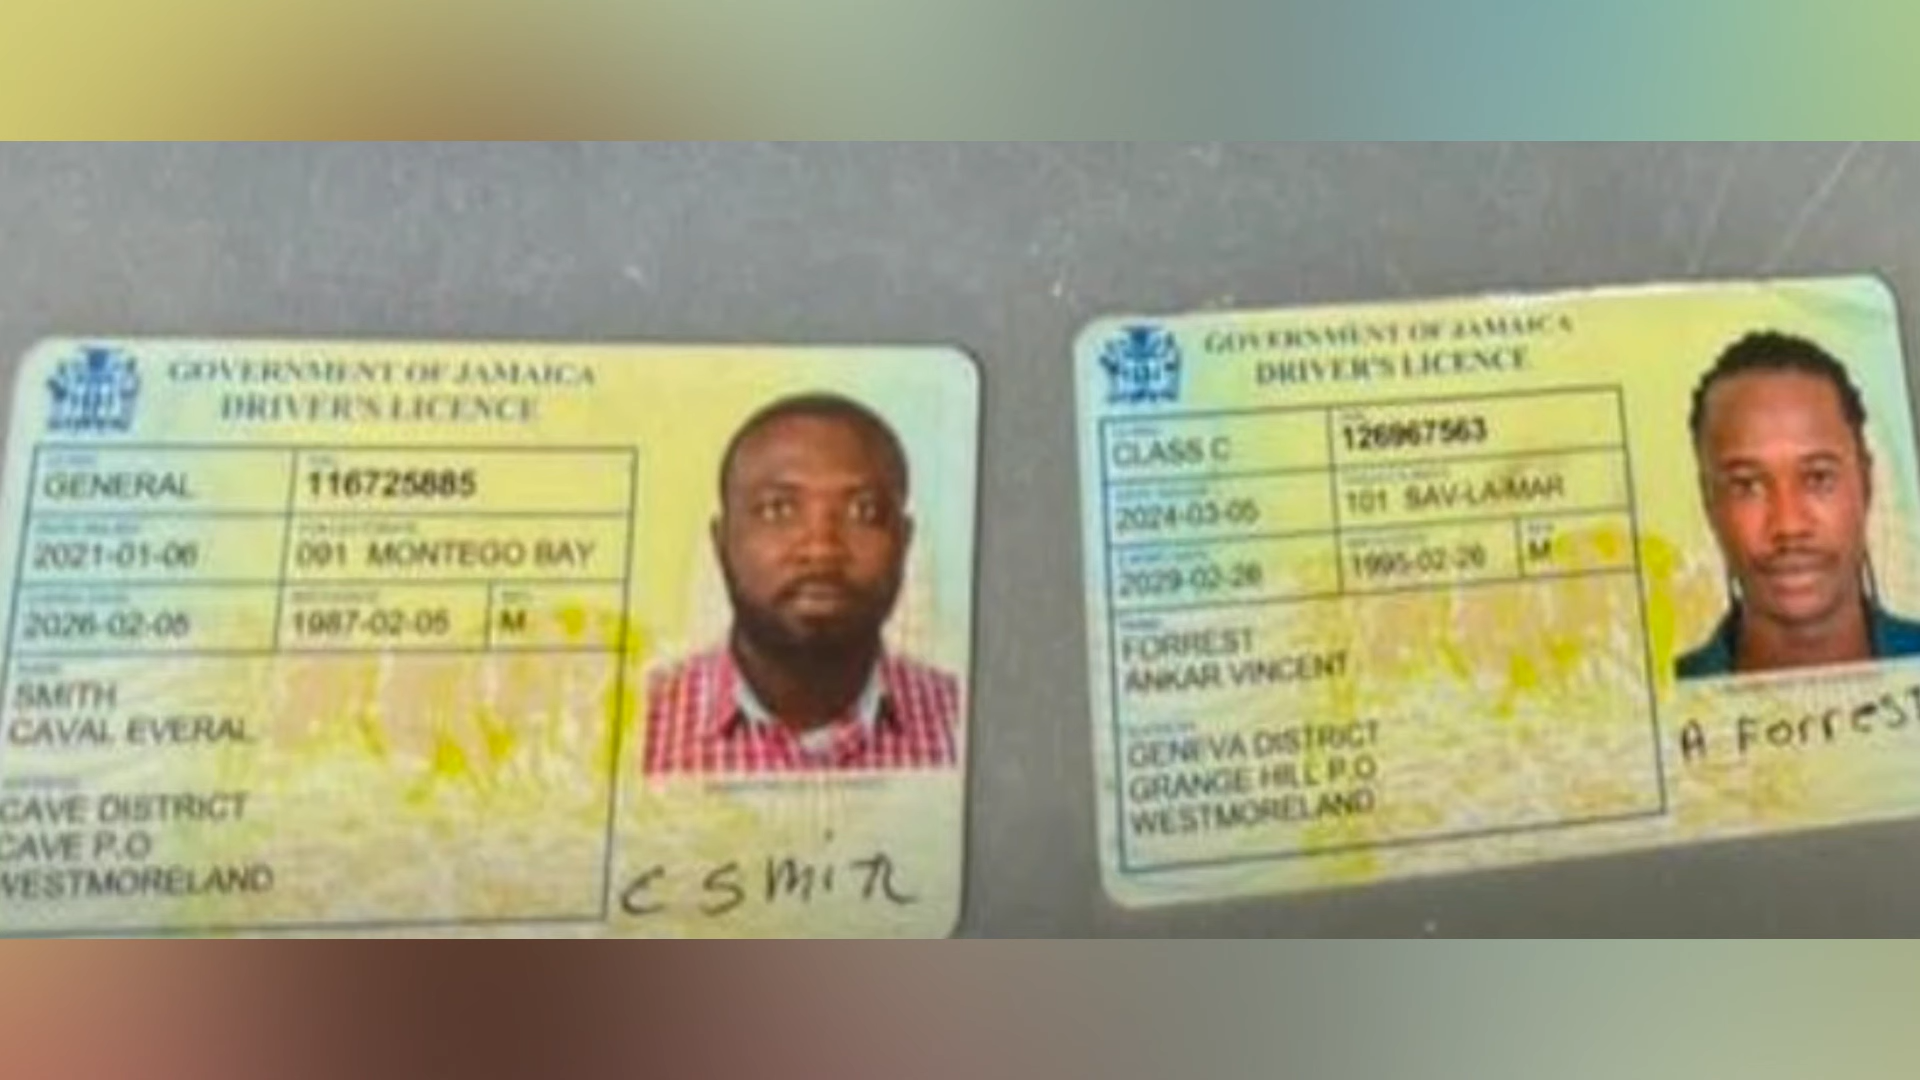 GOVERNMENT OF JAMAICA
DRIVER'S LICENCE
GENERAL
116725885
2021-01-06
091 MONTEGO BAY
2026-02-05
1987-02-05
M
SMITH
CAVAL EVERAL
CAVE DISTRICT
CAVE P.O
WESTMORELAND
C Smith
GOVERNMENT OF JAMAICA
DRIVER'S LICENCE
CLASS C
126967563
2024-03-05
101 SAV-LA-MAR
2029-02-26
1995-02-26
M
FORREST
ANKAR VINCENT
GENEVA DISTRICT
GRANGE HILL P.O
WESTMORELAND
A Forrest